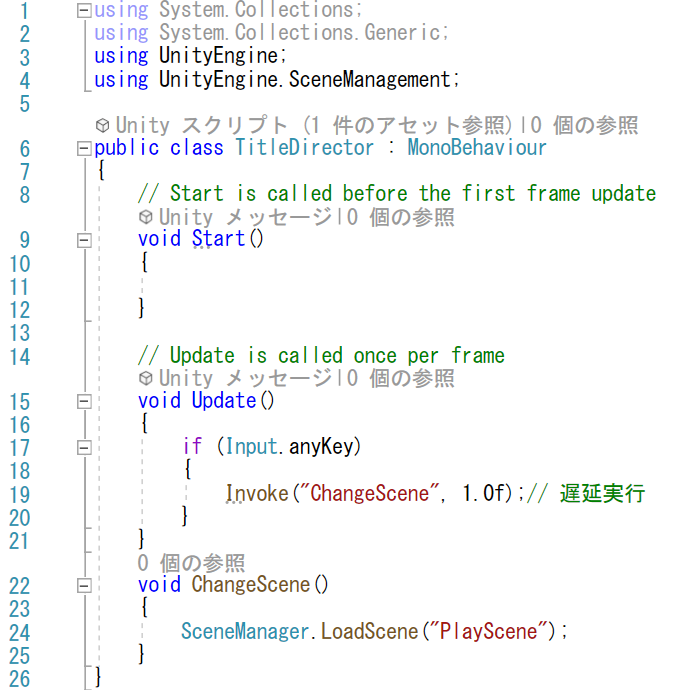 1 using System.Collections;
2 using System.Collections.Generic;
3 using UnityEngine;
4 using UnityEngine.SceneManagement;
5
Unity スクリプト (1 件のアセット参照)|0 個の参照
6 public class TitleDirector : MonoBehaviour
7 {
8 // Start is called before the first frame update
Unity メッセージ|0 個の参照
9 void Start()
10 {
11
12 }
13
14 // Update is called once per frame
Unity メッセージ|0 個の参照
15 void Update()
16 {
17 if (Input.anyKey)
18 {
19 Invoke("ChangeScene", 1.0f);// 遅延実行
20 }
21 }
0 個の参照
22 void ChangeScene()
23 {
24 SceneManager.LoadScene("PlayScene");
25 }
26 }